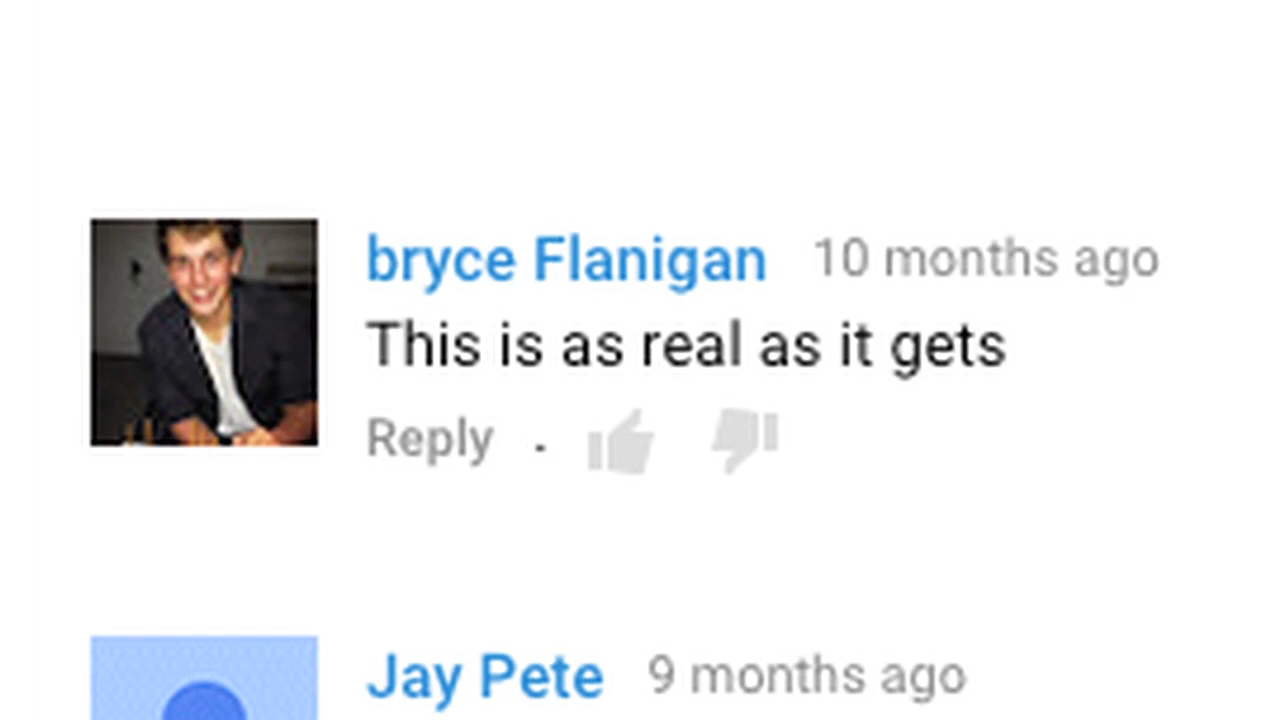 bryce Flanigan 10 months ago
This is as real as it gets
Reply .
Jay Pete 9 months ago